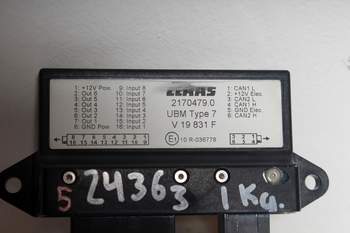 CLAAS
2170479.0
UBM Type 7
V 19 831 F
E1 10 R-036778
1: +12V Pow. 9: Input 8
2: Out 6 10: Input 7
3: Out 5 11: Input 6
4: Out 4 12: Input 5
5: Out 3 13: Input 4
6: Out 2 14: Input 3
7: Out 1 15: Input 2
8: GND Pow 16: Input 1
1: CAN1 L
2: +12V Elec
3: CAN2 L
4: CAN1 H
5: GND Elec
6: CAN2 H
5 24363 1 Ku.